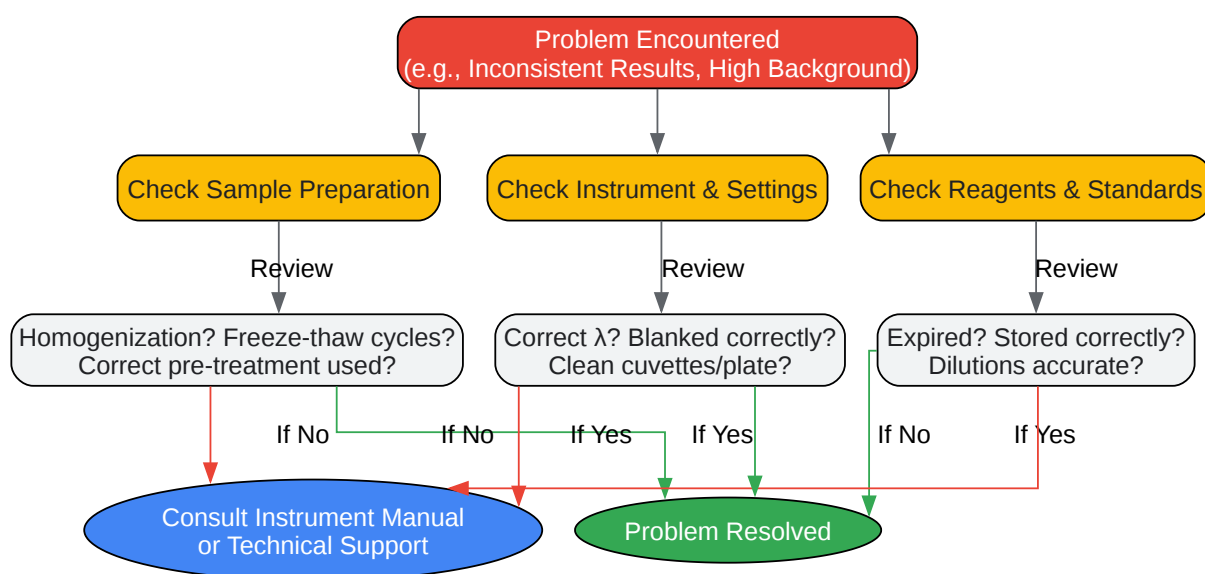 Problem Encountered
(e.g., Inconsistent Results, High Background)
Check Sample Preparation
Check Instrument & Settings
Check Reagents & Standards
Review
Review
Review
Homogenization? Freeze-thaw cycles?
Correct pre-treatment used?
Correct λ? Blanked correctly?
Clean cuvettes/plate?
Expired? Stored correctly?
Dilutions accurate?
If No
If No
If Yes
If Yes
If No
If Yes
Consult Instrument Manual
or Technical Support
Problem Resolved